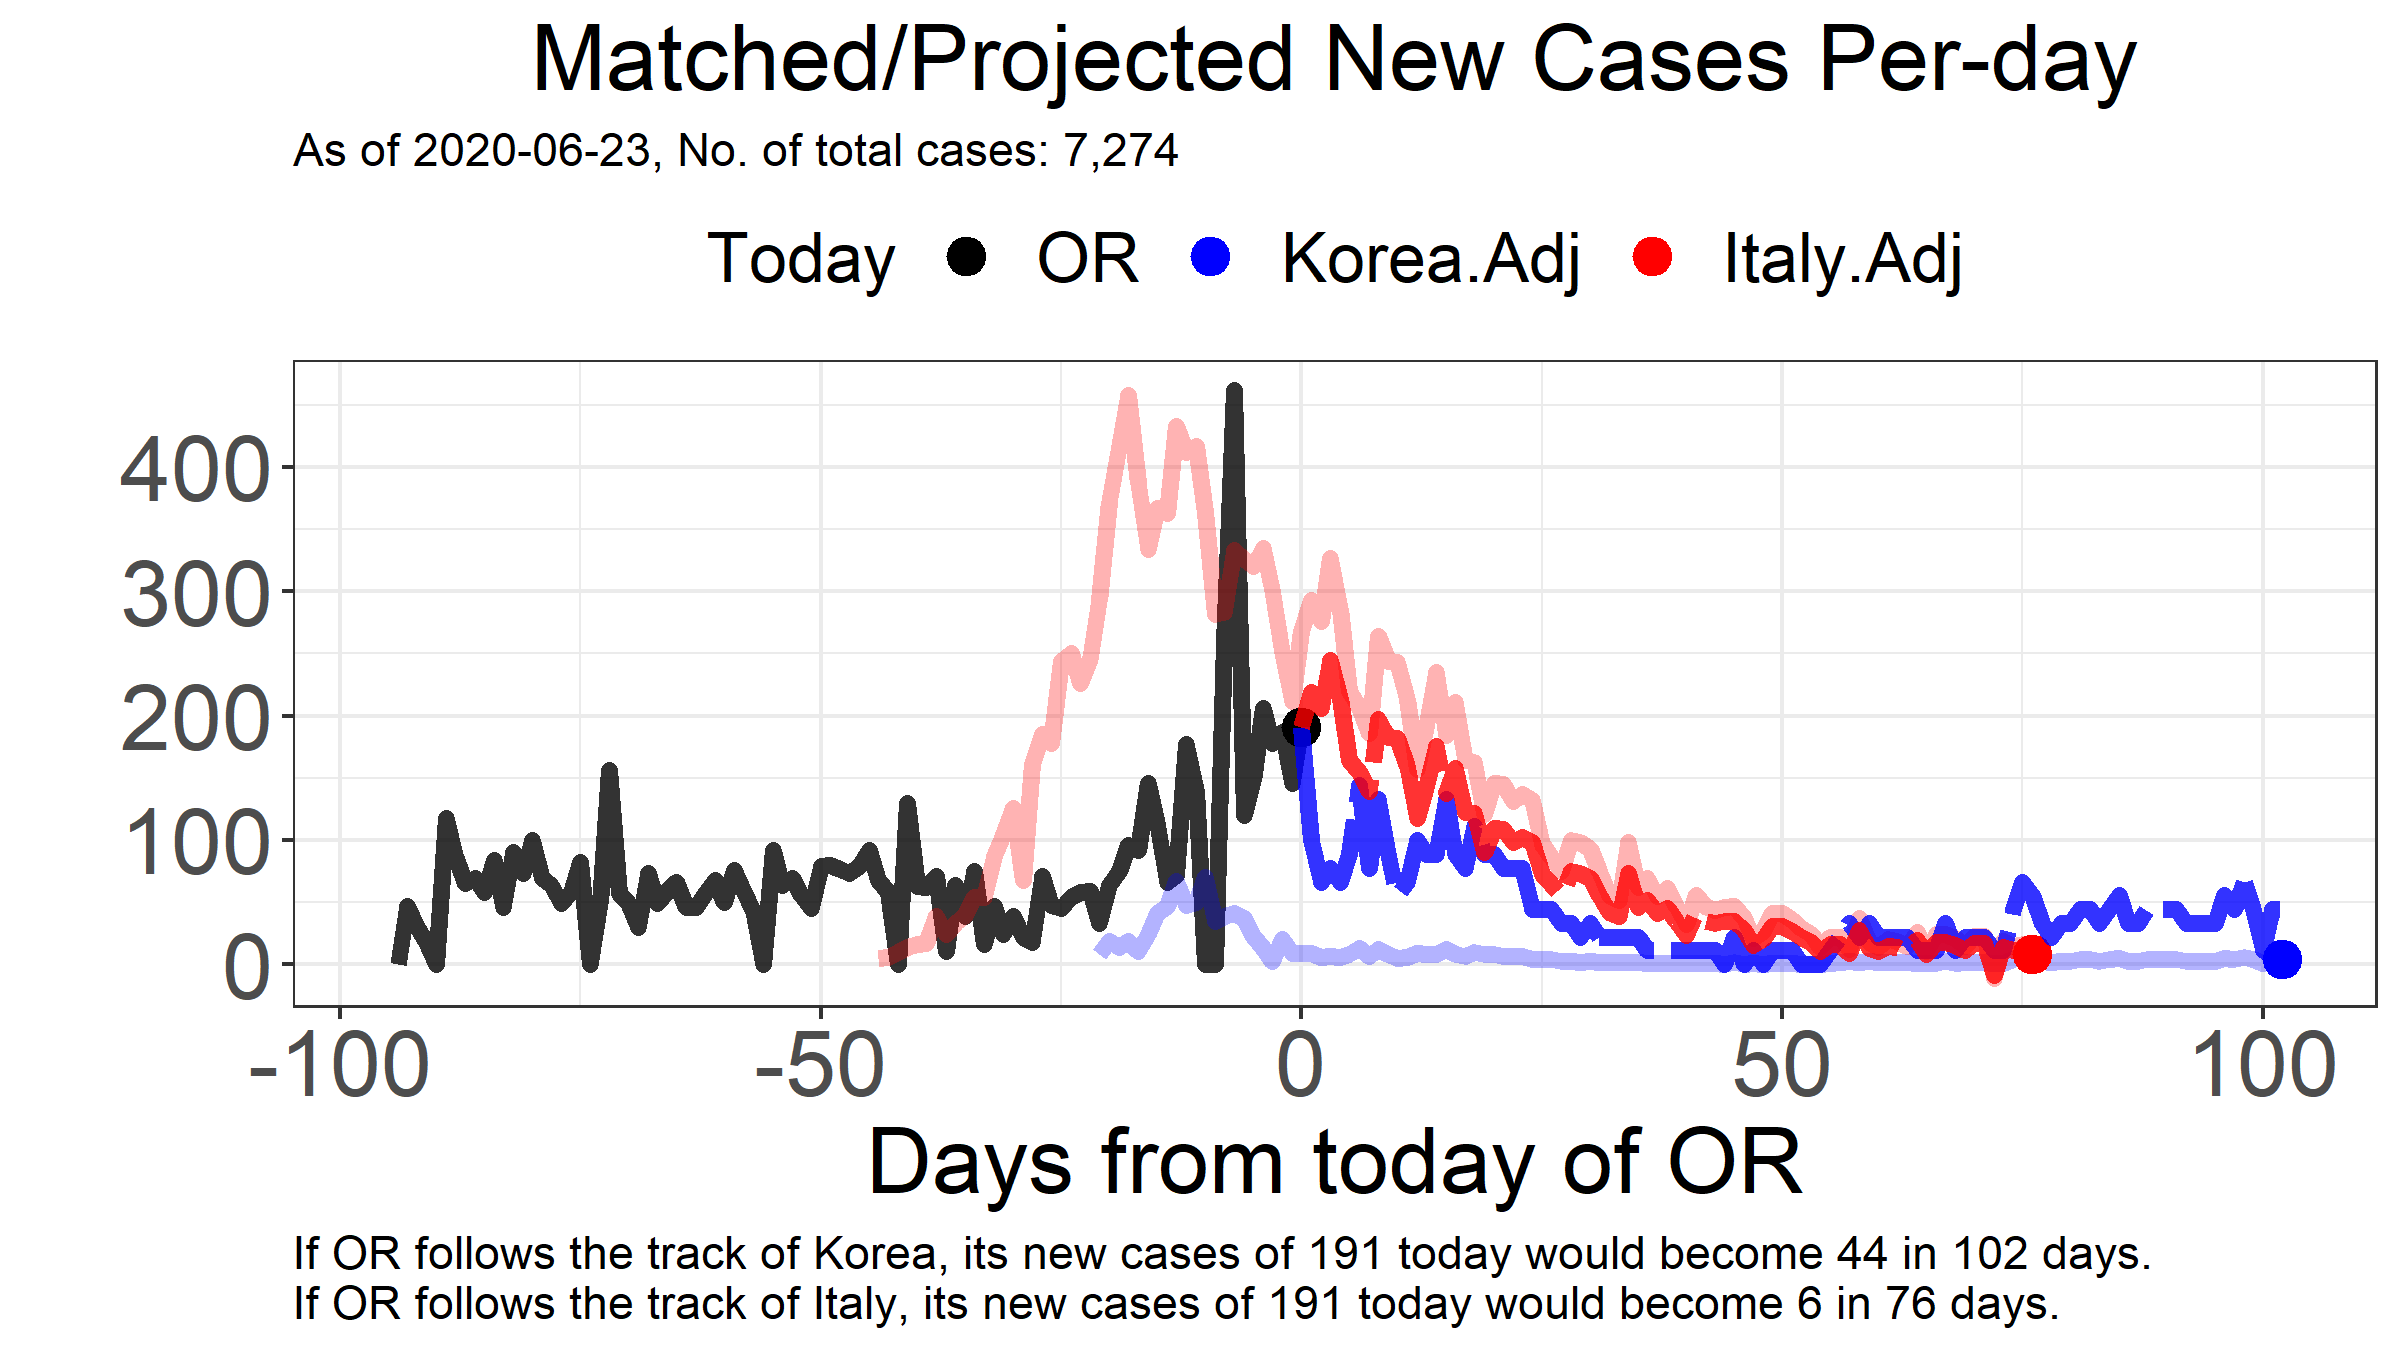 Matched/Projected New Cases Per-day
As of 2020-06-23, No. of total cases: 7,274
Today OR Korea.Adj Italy.Adj
400
300
200
100
0
-100 -50 0 50 100
Days from today of OR
If OR follows the track of Korea, its new cases of 191 today would become 44 in 102 days.
If OR follows the track of Italy, its new cases of 191 today would become 6 in 76 days.